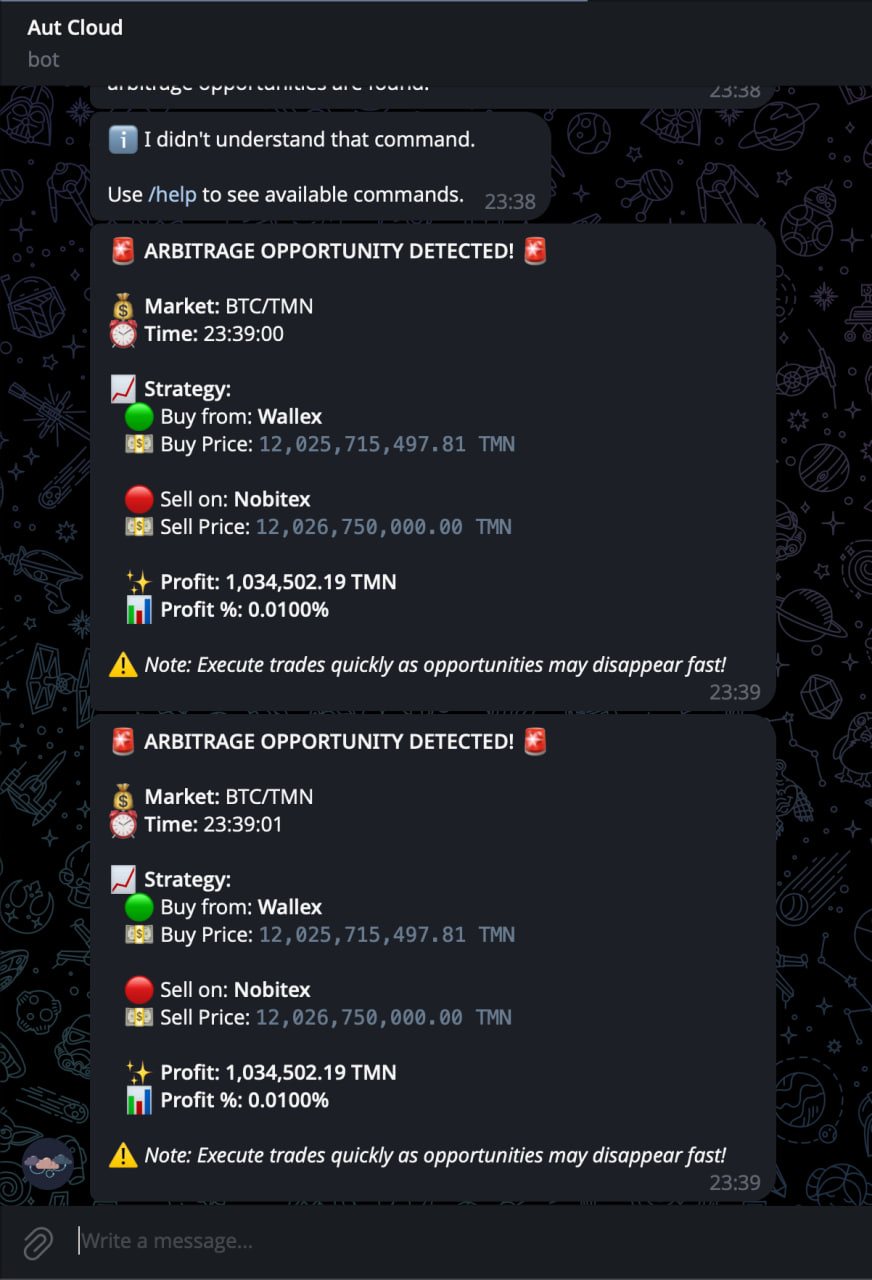 Aut Cloud
bot
arbitrage opportunities are found.
23:38
I didn't understand that command.
Use /help to see available commands. 23:38
ARBITRAGE OPPORTUNITY DETECTED!
Market: BTC/TMN
Time: 23:39:00
Strategy:
Buy from: Wallex
Buy Price: 12,025,715,497.81 TMN
Sell on: Nobitex
Sell Price: 12,026,750,000.00 TMN
Profit: 1,034,502.19 TMN
Profit %: 0.0100%
Note: Execute trades quickly as opportunities may disappear fast!
23:39
ARBITRAGE OPPORTUNITY DETECTED!
Market: BTC/TMN
Time: 23:39:01
Strategy:
Buy from: Wallex
Buy Price: 12,025,715,497.81 TMN
Sell on: Nobitex
Sell Price: 12,026,750,000.00 TMN
Profit: 1,034,502.19 TMN
Profit %: 0.0100%
Note: Execute trades quickly as opportunities may disappear fast!
23:39
Write a message...